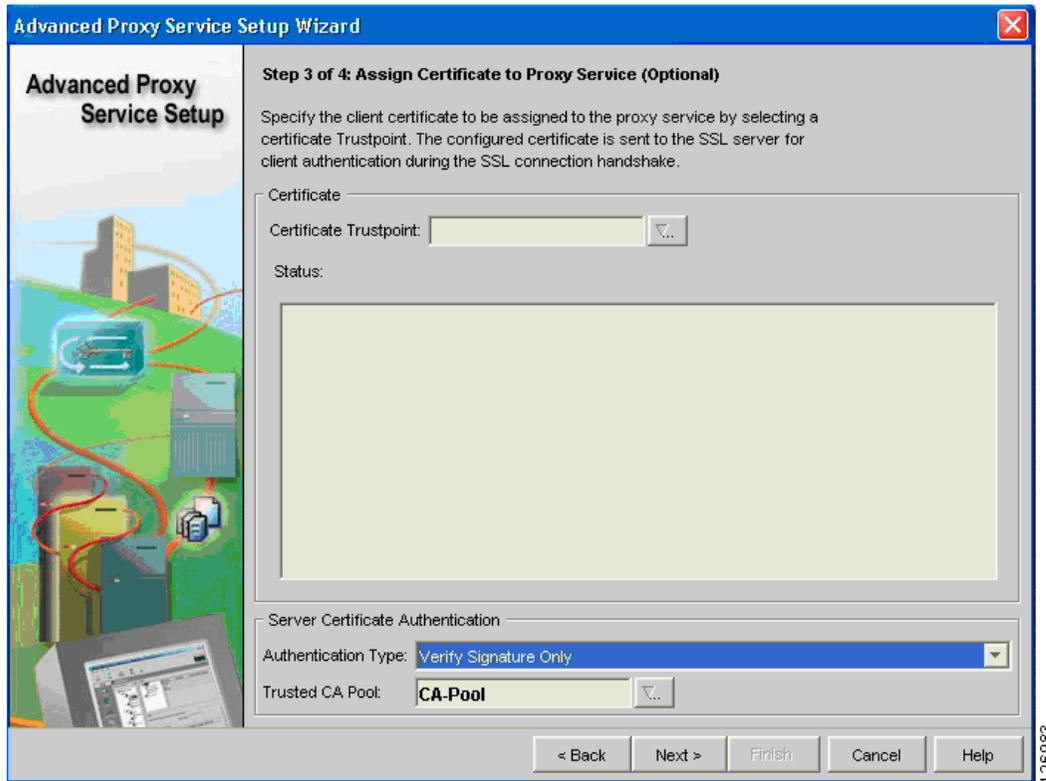 Advanced Proxy Service Setup Wizard
Advanced Proxy
Service Setup
Step 3 of 4: Assign Certificate to Proxy Service (Optional)
Specify the client certificate to be assigned to the proxy service by selecting a
certificate Trustpoint. The configured certificate is sent to the SSL server for
client authentication during the SSL connection handshake.
Certificate
Certificate Trustpoint:
Status:
Server Certificate Authentication
Authentication Type: Verify Signature Only
Trusted CA Pool: CA-Pool
< Back Next > Finish Cancel Help
126983